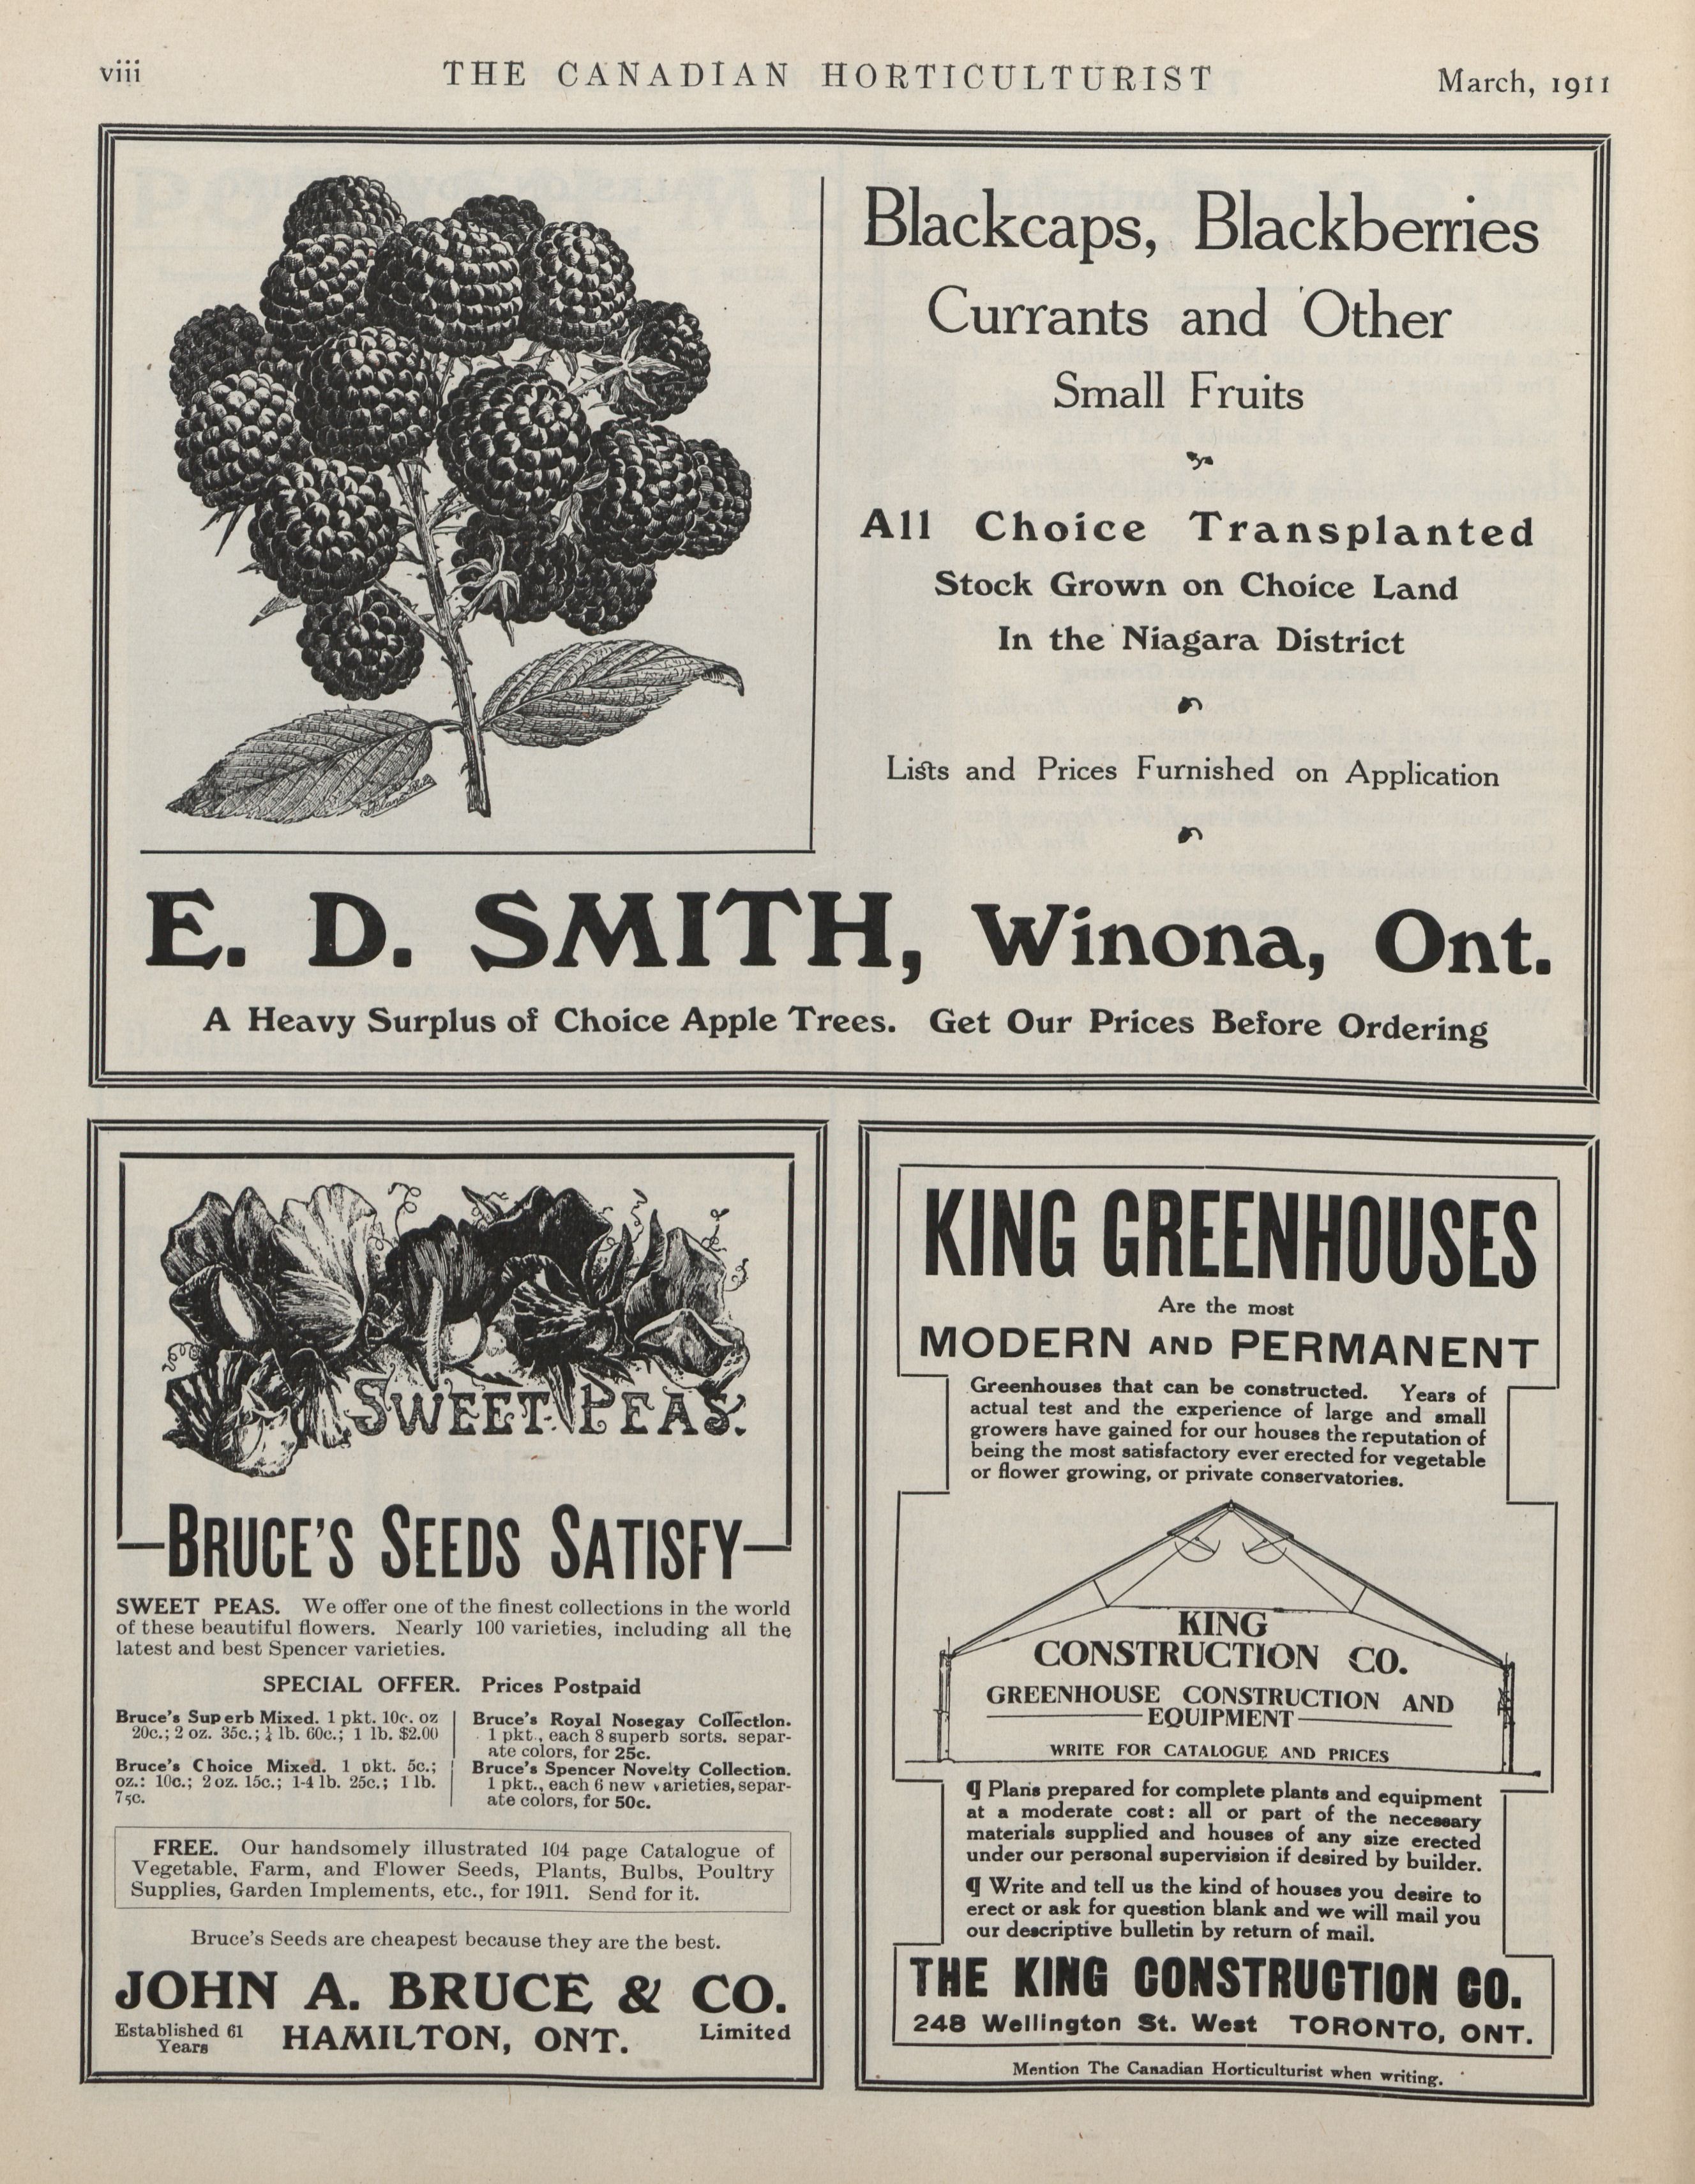 viii
THE CANADIAN HORTICULTURIST
March, 1911
Blackcaps, Blackberries
Currants and Other
Small Fruits
All Choice Transplanted
Stock Grown on Choice Land
In the Niagara District
Lists and Prices Furnished on Application
E. D. SMITH, Winona, Ont.
A Heavy Surplus of Choice Apple Trees. Get Our Prices Before Ordering
SWEET PEAS.
BRUCE'S SEEDS SATISFY
SWEET PEAS. We offer one of the finest collections in the world
of these beautiful flowers. Nearly 100 varieties, including all the
latest and best Spencer varieties.
SPECIAL OFFER. Prices Postpaid
Bruce's Superb Mixed. 1 pkt. 10c. oz
20c.; 2 oz. 35c.; ¼ lb. 60c.; 1 lb. $2.00
Bruce's Choice Mixed. 1 pkt. 5c.;
oz.: 10c.; 2 oz. 15c.; 1-4 lb. 25c.; 1 lb.
75c.
Bruce's Royal Nosegay Collection.
1 pkt., each 8 superb sorts. separ-
ate colors, for 25c.
Bruce's Spencer Novelty Collection.
1 pkt., each 6 new varieties, separ-
ate colors, for 50c.
FREE. Our handsomely illustrated 104 page Catalogue of
Vegetable, Farm, and Flower Seeds, Plants, Bulbs, Poultry
Supplies, Garden Implements, etc., for 1911. Send for it.
Bruce's Seeds are cheapest because they are the best.
JOHN A. BRUCE & CO.
Established 61
Years
HAMILTON, ONT.
Limited
KING GREENHOUSES
Are the most
MODERN AND PERMANENT
Greenhouses that can be constructed. Years of
actual test and the experience of large and small
growers have gained for our houses the reputation of
being the most satisfactory ever erected for vegetable
or flower growing, or private conservatories.
KING
CONSTRUCTION CO.
GREENHOUSE CONSTRUCTION AND
EQUIPMENT
WRITE FOR CATALOGUE AND PRICES
¶ Plans prepared for complete plants and equipment
at a moderate cost: all or part of the necessary
materials supplied and houses of any size erected
under our personal supervision if desired by builder.
¶ Write and tell us the kind of houses you desire to
erect or ask for question blank and we will mail you
our descriptive bulletin by return of mail.
THE KING CONSTRUCTION CO.
248 Wellington St. West TORONTO, ONT.
Mention The Canadian Horticulturist when writing.